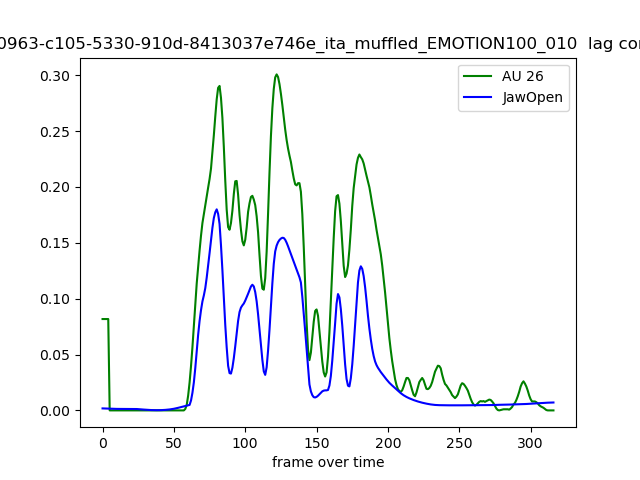 0963-c105-5330-910d-8413037e746e_ita_muffled_EMOTION100_010  lag
AU 26
JawOpen
0.30
0.25
0.20
0.15
0.10
0.05
0.00
0 50 100 150 200 250 300
frame over time